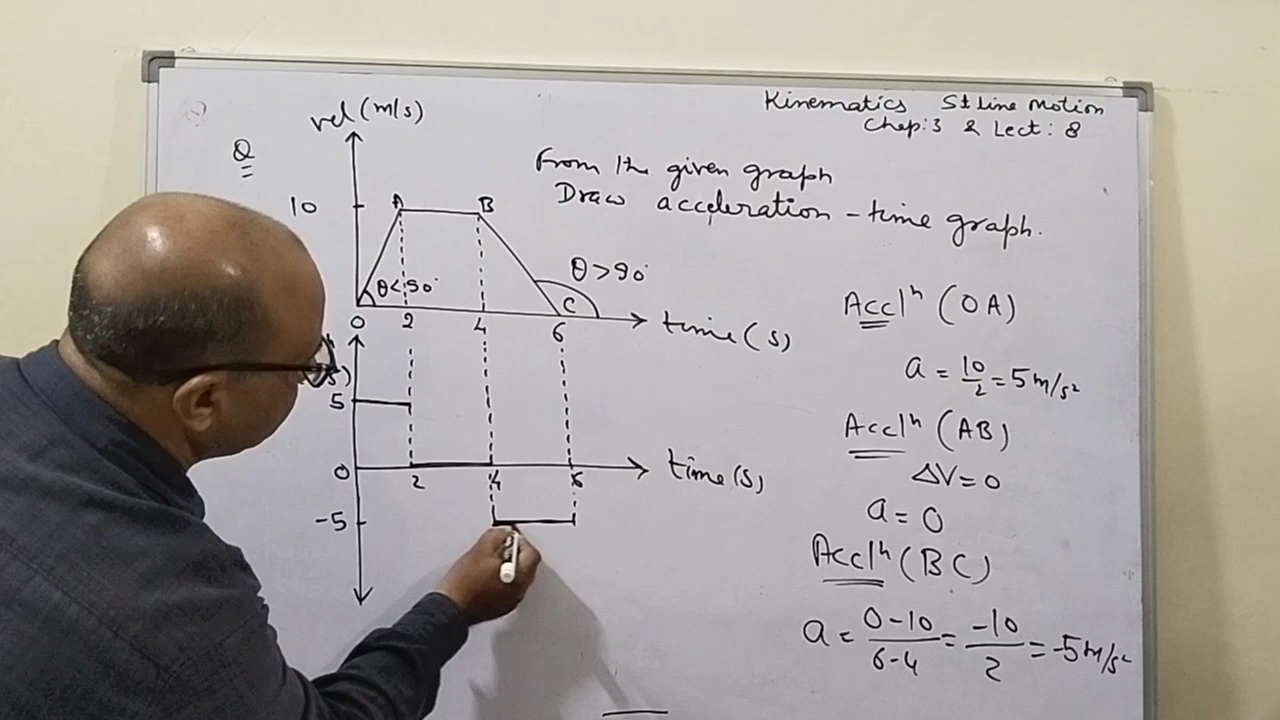 Kinematics St line Motion
Chap:3 & Lect: 8
vel(m/s)
Q
From the given graph
Draw acceleration-time graph.
10
A
B
θ<90°
θ>90°
C
0 2 4 6
time(s)
5
0
2 4 6
time(s)
-5
Acclⁿ (OA)
a = 10/2 = 5m/s²
Acclⁿ (AB)
ΔV=0
a=0
Acclⁿ (BC)
a = 0-10/6-4 = -10/2 = -5m/s²